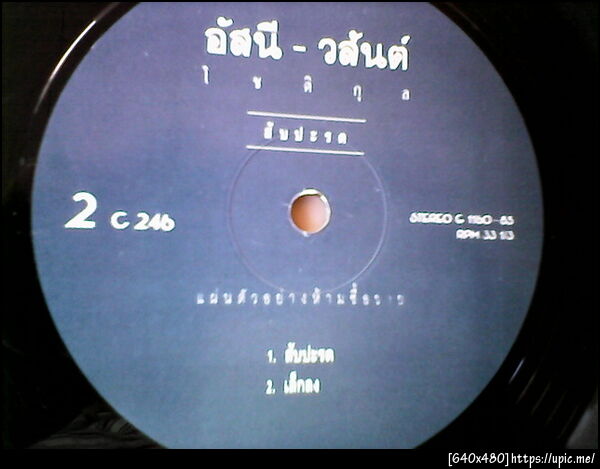 อัสนี - วสันต์
โชติกุล
สับปะรด
2 C 246
STEREO C 1160-85
RPM 33 1/3
แผ่นตัวอย่างห้ามซื้อขาย
1. สับปะรด
2. เล็กลง
[640x480]https://upic.me/